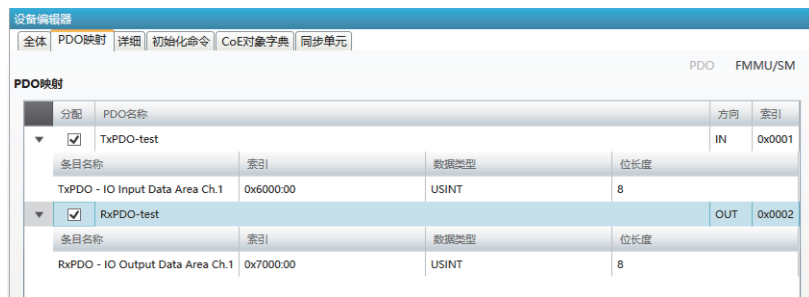 设备编辑器
全体 PDO映射 详细 初始化命令 CoE对象字典 同步单元
PDO FMMU/SM
PDO映射
分配 PDO名称 方向 索引
TxPDO-test IN 0x0001
条目名称 索引 数据类型 位长度
TxPDO - IO Input Data Area Ch.1 0x6000:00 USINT 8
RxPDO-test OUT 0x0002
条目名称 索引 数据类型 位长度
RxPDO - IO Output Data Area Ch.1 0x7000:00 USINT 8